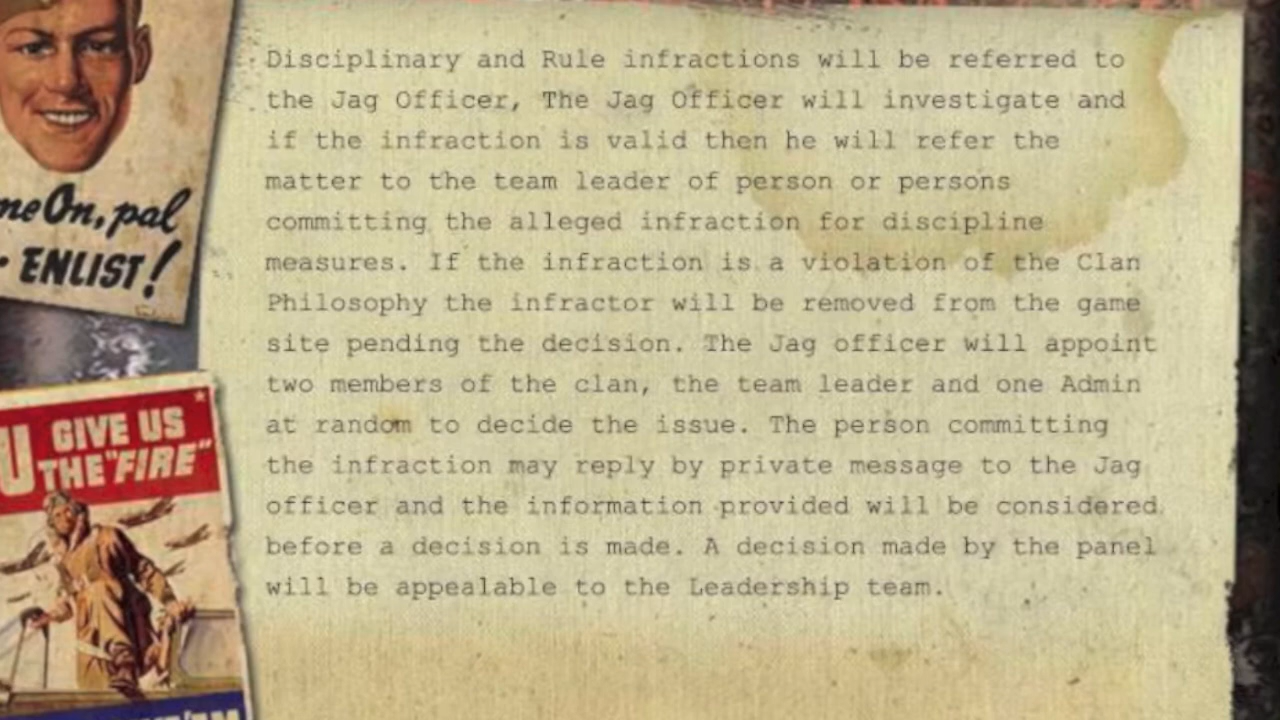 me On, pal
ENLIST!
U GIVE US
THE "FIRE"
Disciplinary and Rule infractions will be referred to
the Jag Officer, The Jag Officer will investigate and
if the infraction is valid then he will refer the
matter to the team leader of person or persons
committing the alleged infraction for discipline
measures. If the infraction is a violation of the Clan
Philosophy the infractor will be removed from the game
site pending the decision. The Jag officer will appoint
two members of the clan, the team leader and one Admin
at random to decide the issue. The person committing
the infraction may reply by private message to the Jag
officer and the information provided will be considered
before a decision is made. A decision made by the panel
will be appealable to the Leadership team.